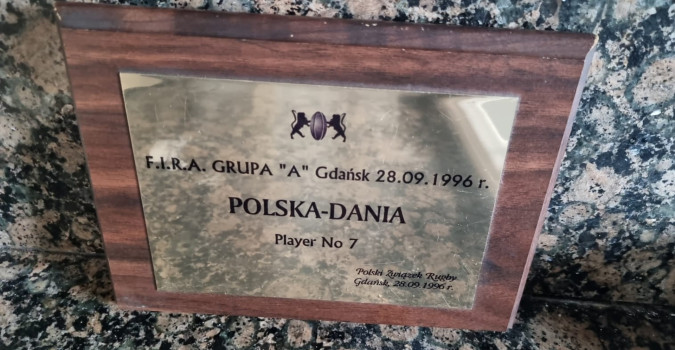 F.I.R.A. GRUPA "A" Gdańsk 28.09.1996 r.
POLSKA-DANIA
Player No 7
Polski Związek Rugby
Gdańsk, 28.09.1996 r.